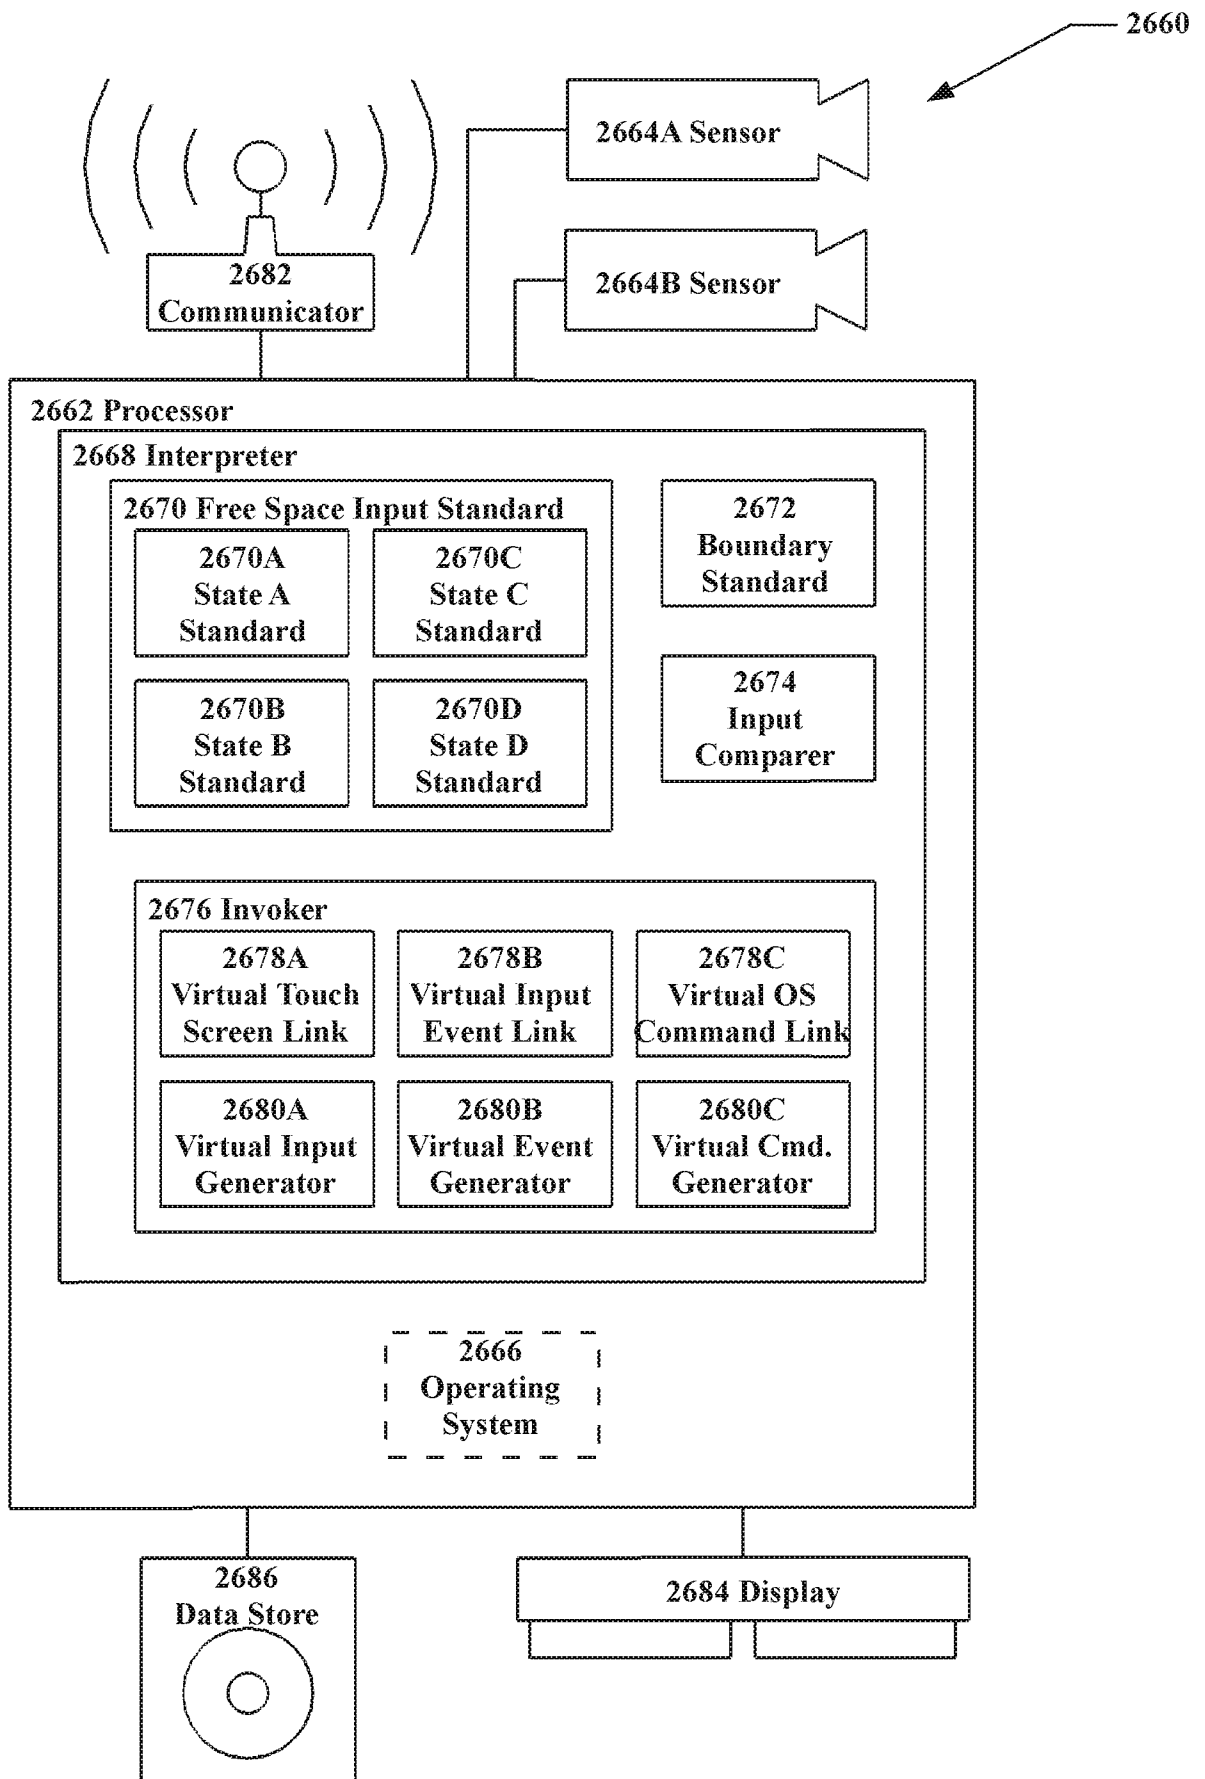 2660
2664A Sensor
2664B Sensor
2682
Communicator
2662 Processor
2668 Interpreter
2670 Free Space Input Standard
2670A
State A
Standard
2670C
State C
Standard
2670B
State B
Standard
2670D
State D
Standard
2672
Boundary
Standard
2674
Input
Comparer
2676 Invoker
2678A
Virtual Touch
Screen Link
2678B
Virtual Input
Event Link
2678C
Virtual OS
Command Link
2680A
Virtual Input
Generator
2680B
Virtual Event
Generator
2680C
Virtual Cmd.
Generator
2666
Operating
System
2686
Data Store
2684 Display